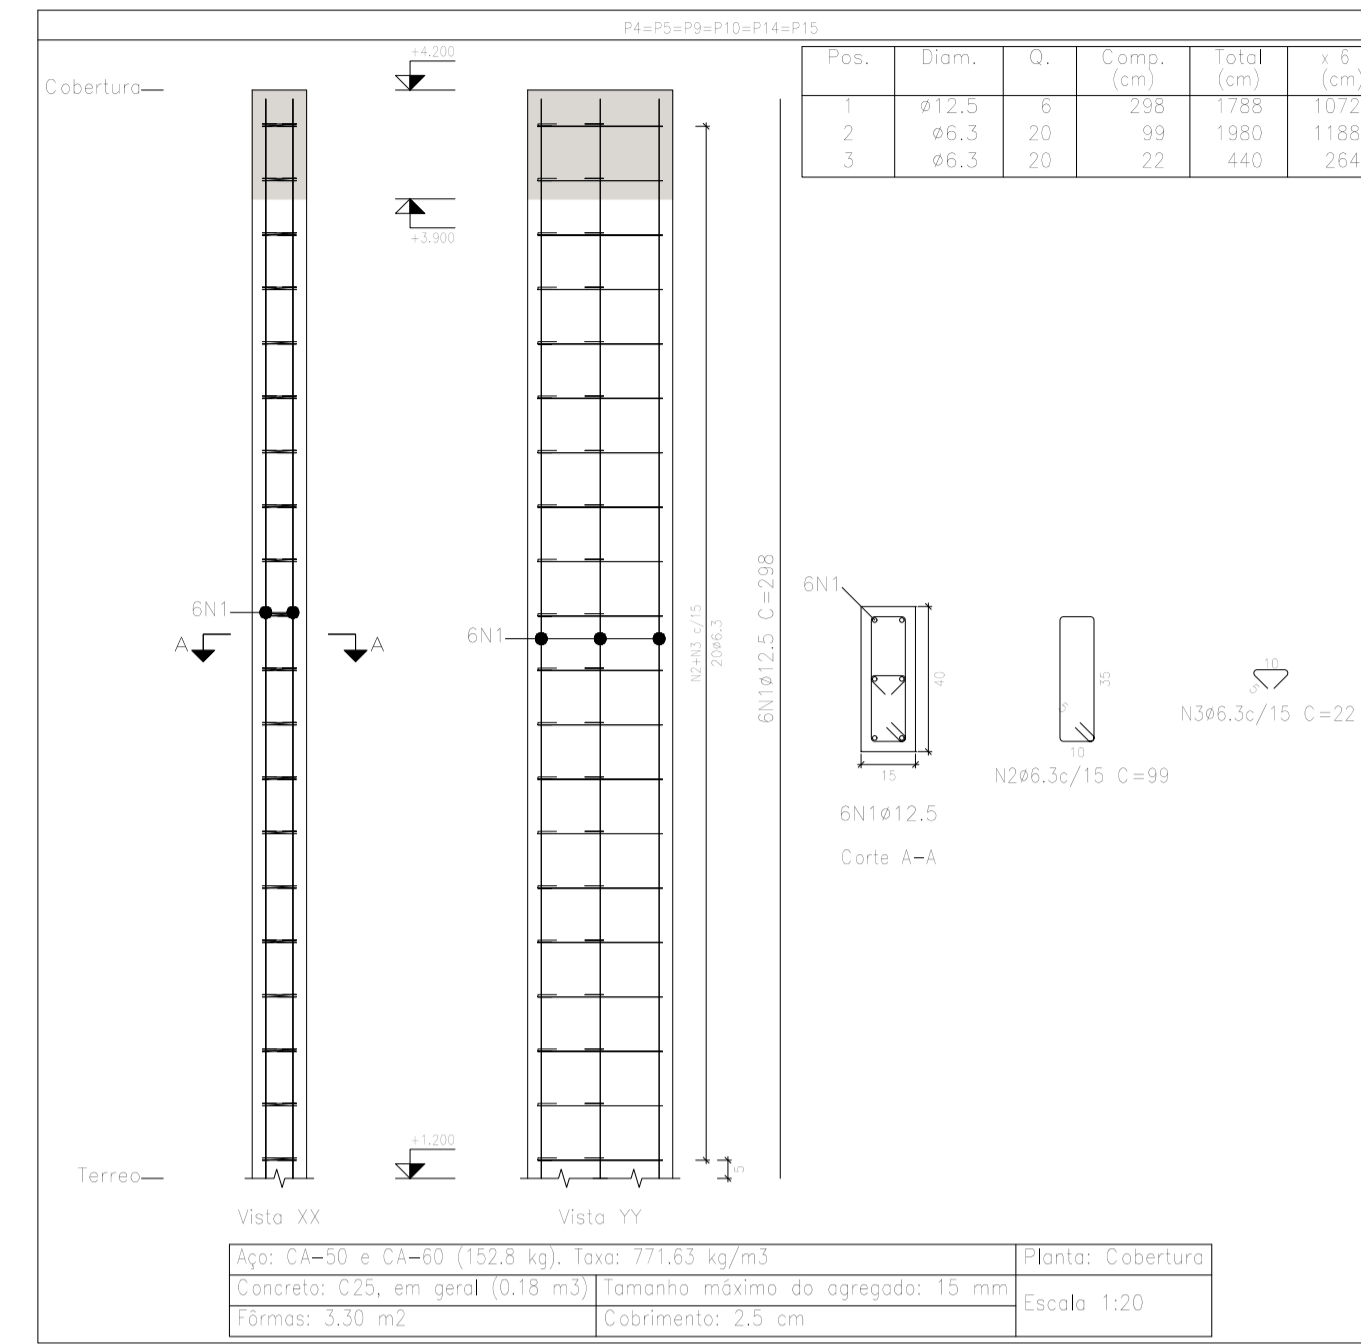 P4=P5=P9=P10=P14=P15
Pos. Diam. Q. Comp. (cm) Total (cm) x 6 (cm)
1 ø12.5 6 298 1788 1072
2 ø6.3 20 99 1980 1188
3 ø6.3 20 22 440 264
+4.200
Cobertura
+3.900
6N1
A A
6N1
N2+N3 c/15
20ø6.3
6N1ø12.5 C=298
6N1
40
15
6N1ø12.5
Corte A-A
35
5
10
N2ø6.3c/15 C=99
10
5
N3ø6.3c/15 C=22
+1.200
Terreo
5
Vista XX
Vista YY
Aço: CA-50 e CA-60 (152.8 kg). Taxa: 771.63 kg/m3
Planta: Cobertura
Concreto: C25, em geral (0.18 m3)
Tamanho máximo do agregado: 15 mm
Escala 1:20
Fôrmas: 3.30 m2
Cobrimento: 2.5 cm